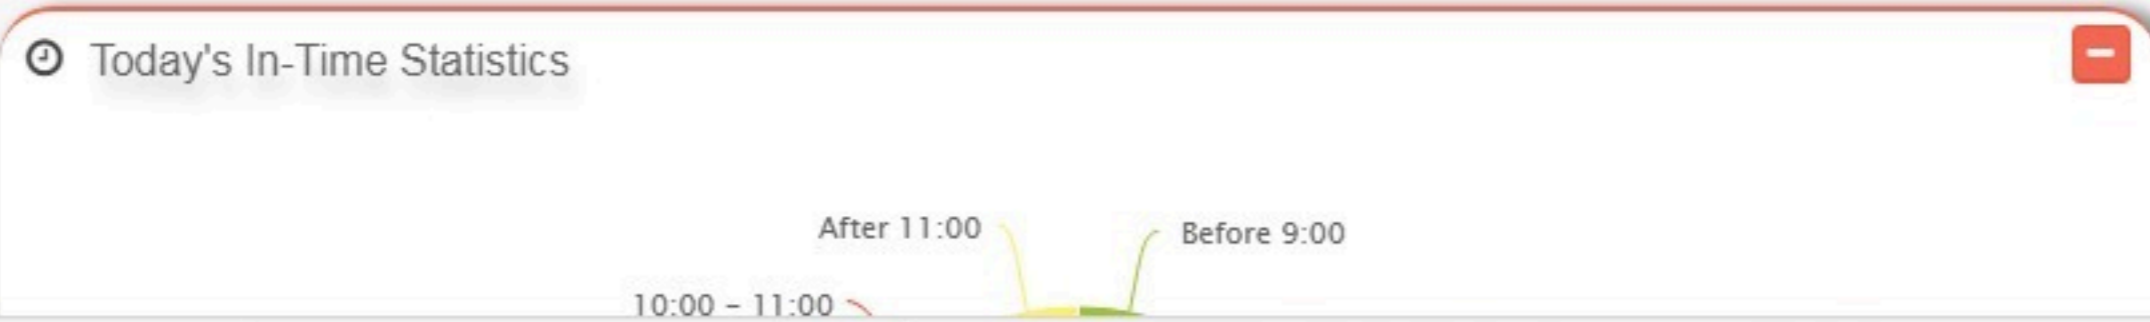 Today's In-Time Statistics
After 11:00
Before 9:00
10:00 – 11:00